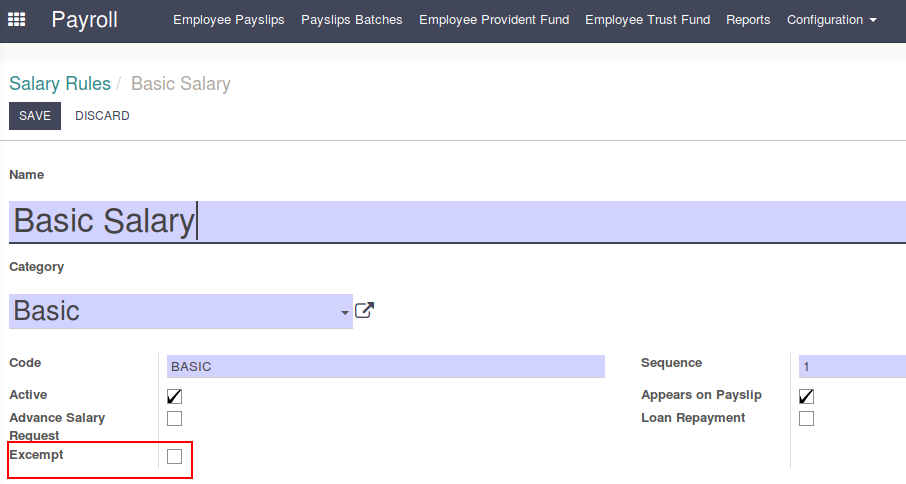 Payroll Employee Payslips Payslips Batches Employee Provident Fund Employee Trust Fund Reports Configuration
Salary Rules / Basic Salary
SAVE DISCARD
Name
Basic Salary
Category
Basic
Code BASIC Sequence 1
Active Appears on Payslip
Advance Salary Loan Repayment
Request
Excempt